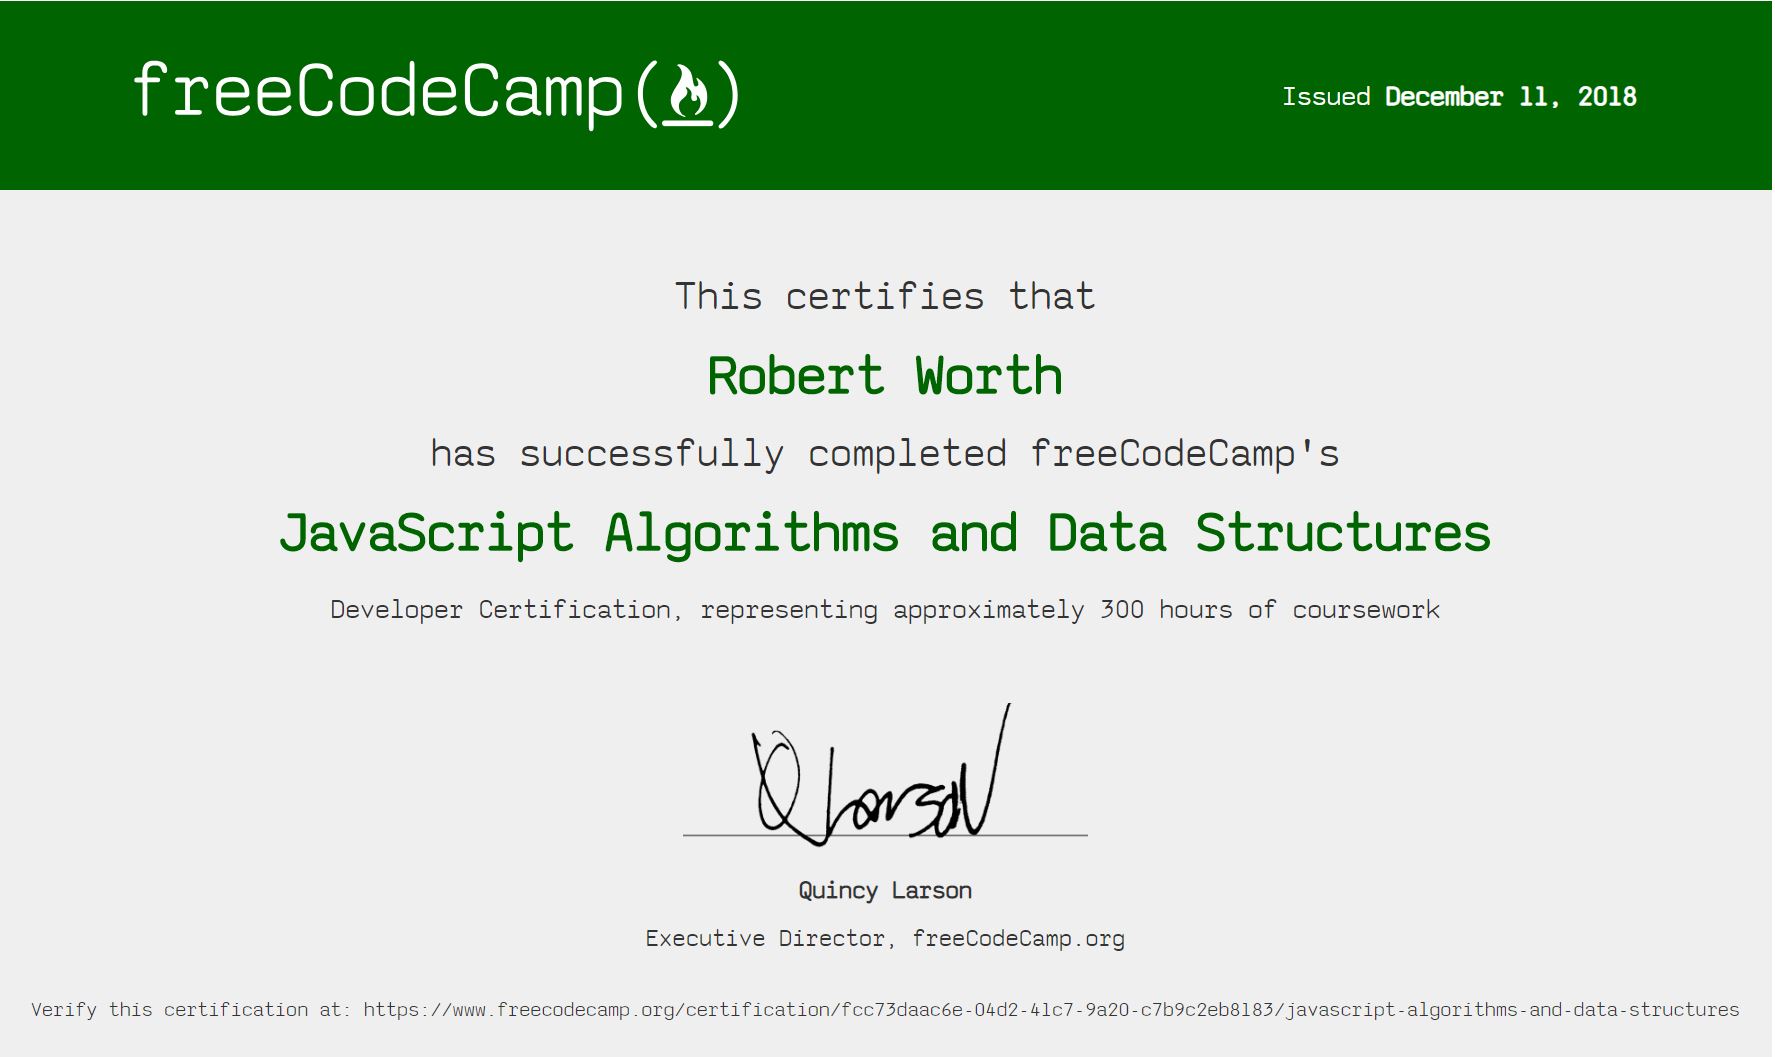 freeCodeCamp(🔥)
Issued December 11, 2018
This certifies that
Robert Worth
has successfully completed freeCodeCamp's
JavaScript Algorithms and Data Structures
Developer Certification, representing approximately 300 hours of coursework
Q Larson
Quincy Larson
Executive Director, freeCodeCamp.org
Verify this certification at: https://www.freecodecamp.org/certification/fcc73daac6e-04d2-41c7-9a20-c7b9c2eb8183/javascript-algorithms-and-data-structures